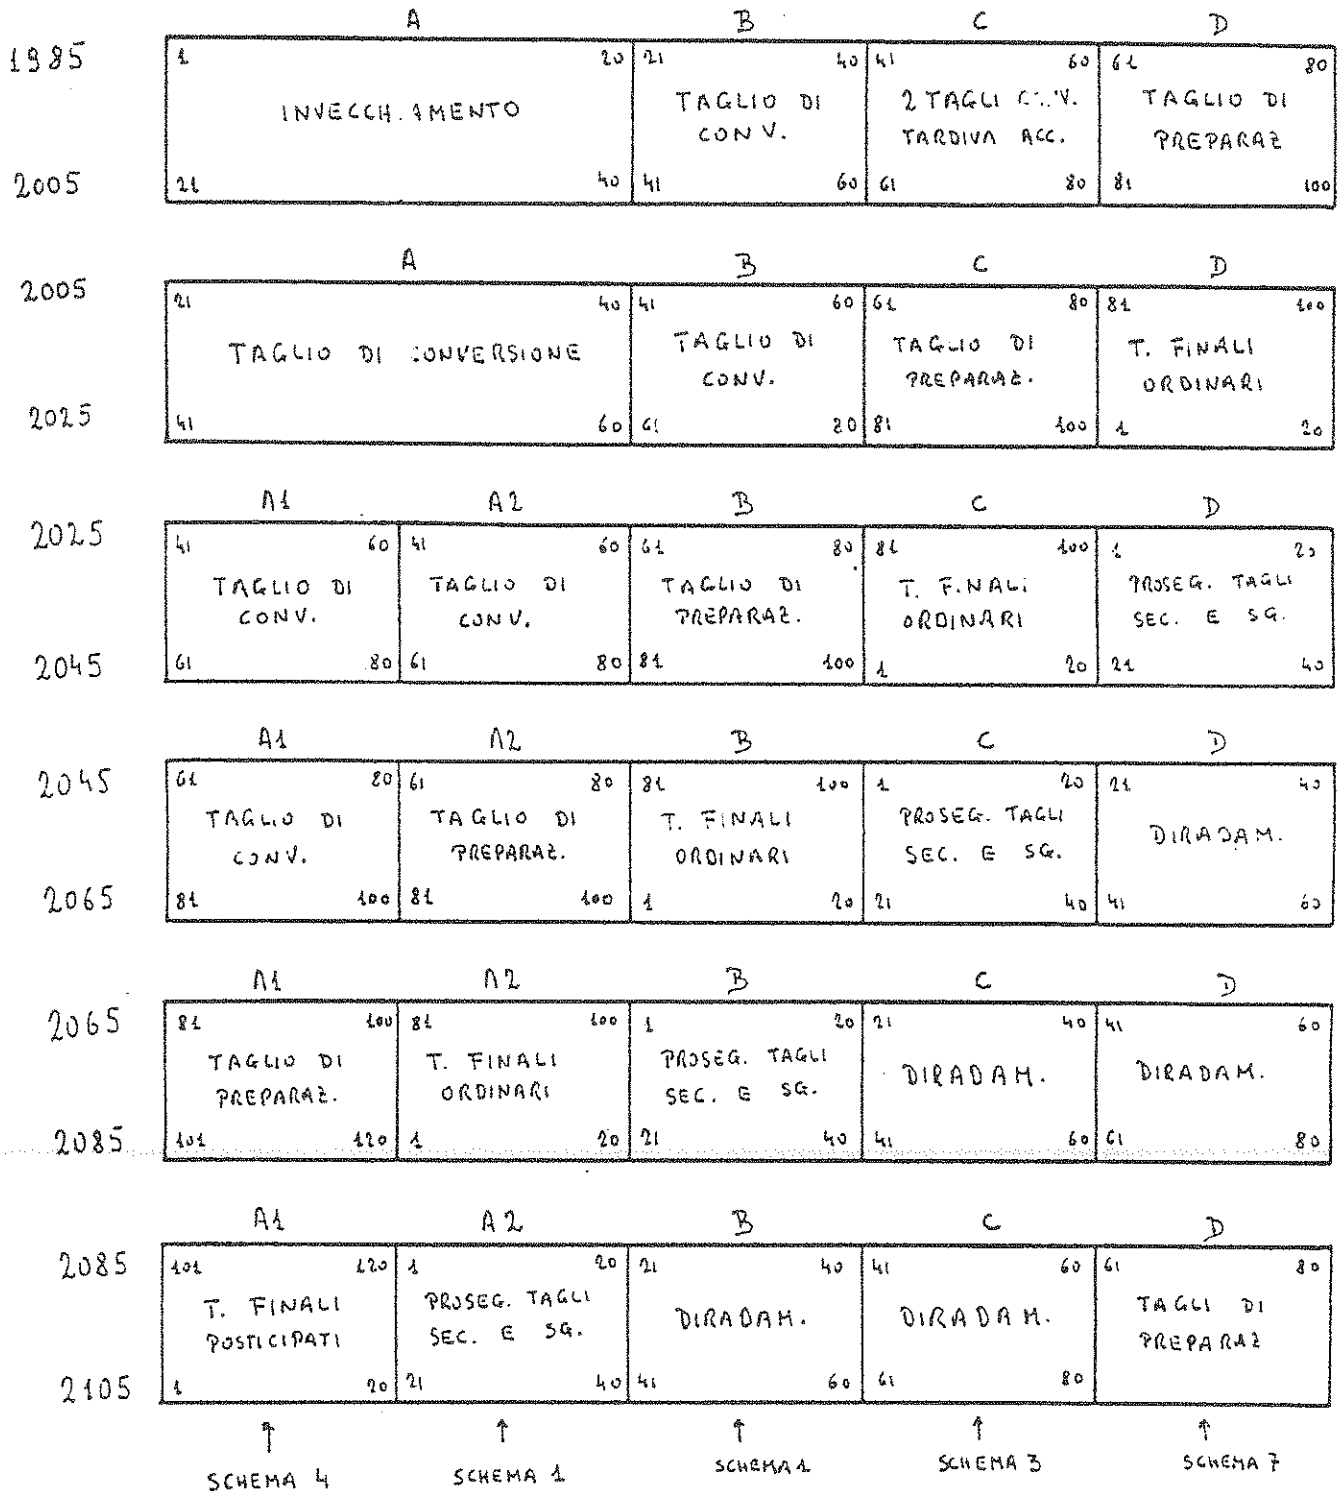 A B C D
1985
1 20 21 40 41 60 61 80
INVECCH. AMENTO
TAGLIO DI
CONV.
2 TAGLI CONV.
TARDIVA ACC.
TAGLIO DI
PREPARAZ
2005
21 40 41 60 61 80 81 100
A B C D
2005
21 40 41 60 61 80 81 100
TAGLIO DI CONVERSIONE
TAGLIO DI
CONV.
TAGLIO DI
PREPARAZ.
T. FINALI
ORDINARI
2025
41 60 61 80 81 100 1 20
A1 A2 B C D
2025
41 60 41 60 61 80 81 100 1 20
TAGLIO DI
CONV.
TAGLIO DI
CONV.
TAGLIO DI
PREPARAZ.
T. FINALI
ORDINARI
PROSEG. TAGLI
SEC. E SG.
2045
61 80 61 80 81 100 1 20 21 40
A1 A2 B C D
2045
61 80 61 80 81 100 1 20 21 40
TAGLIO DI
CONV.
TAGLIO DI
PREPARAZ.
T. FINALI
ORDINARI
PROSEG. TAGLI
SEC. E SG.
DIRADAM.
2065
81 100 81 100 1 20 21 40 41 60
A1 A2 B C D
2065
81 100 81 100 1 20 21 40 41 60
TAGLIO DI
PREPARAZ.
T. FINALI
ORDINARI
PROSEG. TAGLI
SEC. E SG.
DIRADAM.
DIRADAM.
2085
101 120 1 20 21 40 41 60 61 80
A1 A2 B C D
2085
101 120 1 20 21 40 41 60 61 80
T. FINALI
POSTICIPATI
PROSEG. TAGLI
SEC. E SG.
DIRADAM.
DIRADAM.
TAGLI DI
PREPARAZ
2105
1 20 21 40 41 60 61 80
↑ ↑ ↑ ↑ ↑
SCHEMA 4 SCHEMA 1 SCHEMA 1 SCHEMA 3 SCHEMA 7